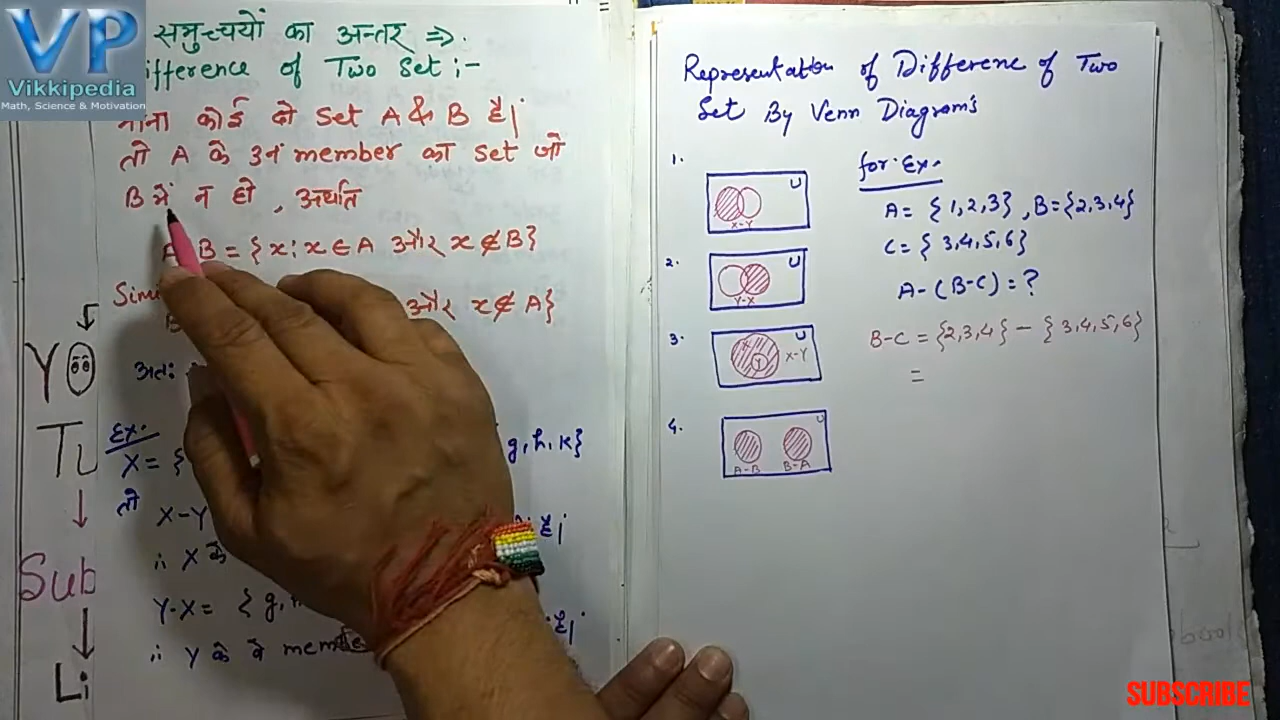 VP
Vikkipedia
Math, Science & Motivation
समुच्चयों का अन्तर ⇒.
ifference of Two Set :-
माना कोई दो Set A & B है|
तो A के उन member का Set जो
B में न हो , अर्थात
A B = {x : x ∈ A और x ∉ B}
Sim
B और x ∉ A}
अतः
Ex.
X = { g, h, k}
तो X-Y है|
∴ X के
Y-X = { g, है|
∴ Y के वे mem
Y
Tu
Sub
Li
Representation of Difference of Two
Set By Venn Diagram's
1.
U
X-Y
2.
U
Y-X
3.
U
X
Y
X-Y
4.
U
A-B B-A
for Ex.
A = {1,2,3} , B = {2,3,4}
C = { 3,4,5,6}
A - (B-C) = ?
B-C = {2,3,4} - { 3,4,5,6}
=
SUBSCRIBE